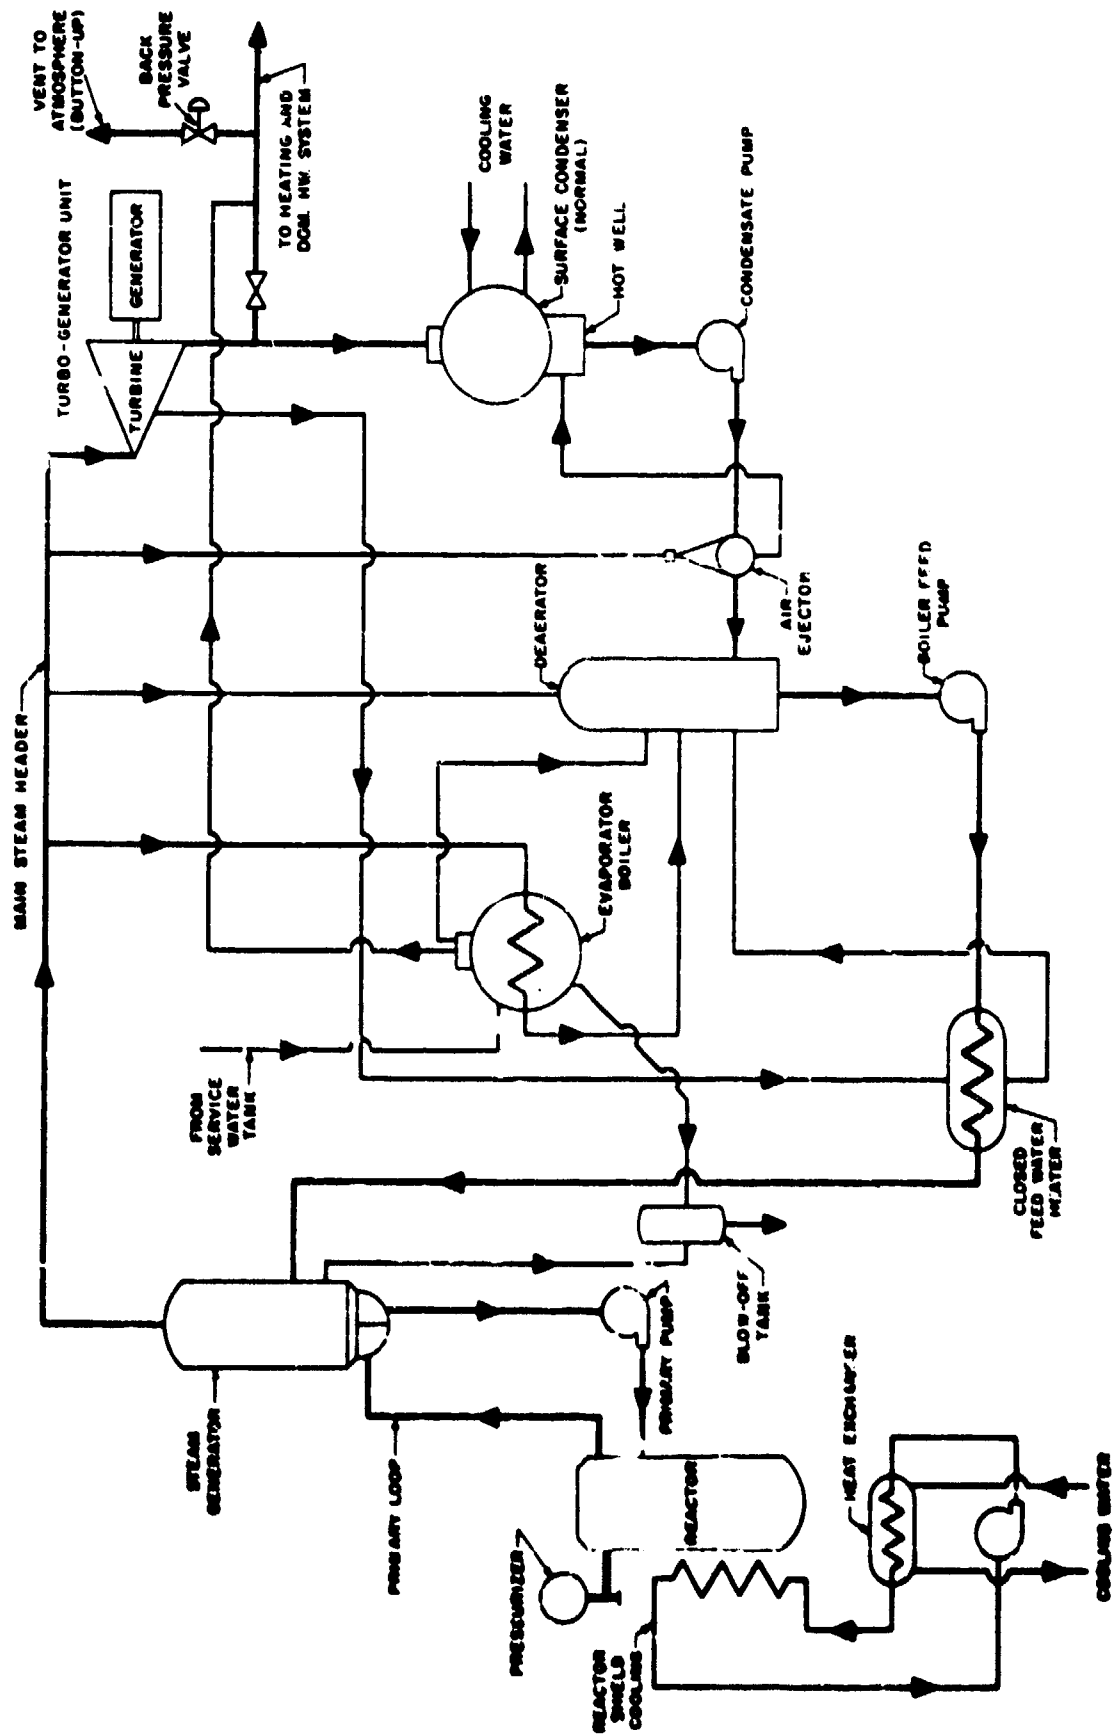 VENT TO
ATMOSPHERE
(BUTTON-UP)
BACK
PRESSURE
VALVE
TO HEATING AND
DOM. HW. SYSTEM
TURBO-GENERATOR UNIT
GENERATOR
TURBINE
COOLING
WATER
SURFACE CONDENSER
(NORMAL)
HOT WELL
CONDENSATE PUMP
MAIN STEAM HEADER
DEAERATOR
AIR
EJECTOR
BOILER FEED
PUMP
EVAPORATOR
BOILER
FROM
SERVICE
WATER
TANK
CLOSED
FEED WATER
HEATER
STEAM
GENERATOR
BLOW-OFF
TANK
PRIMARY PUMP
PRIMARY LOOP
REACTOR
HEAT EXCHANGER
PRESSURIZER
REACTOR
SHIELD
COOLING
COOLING WATER